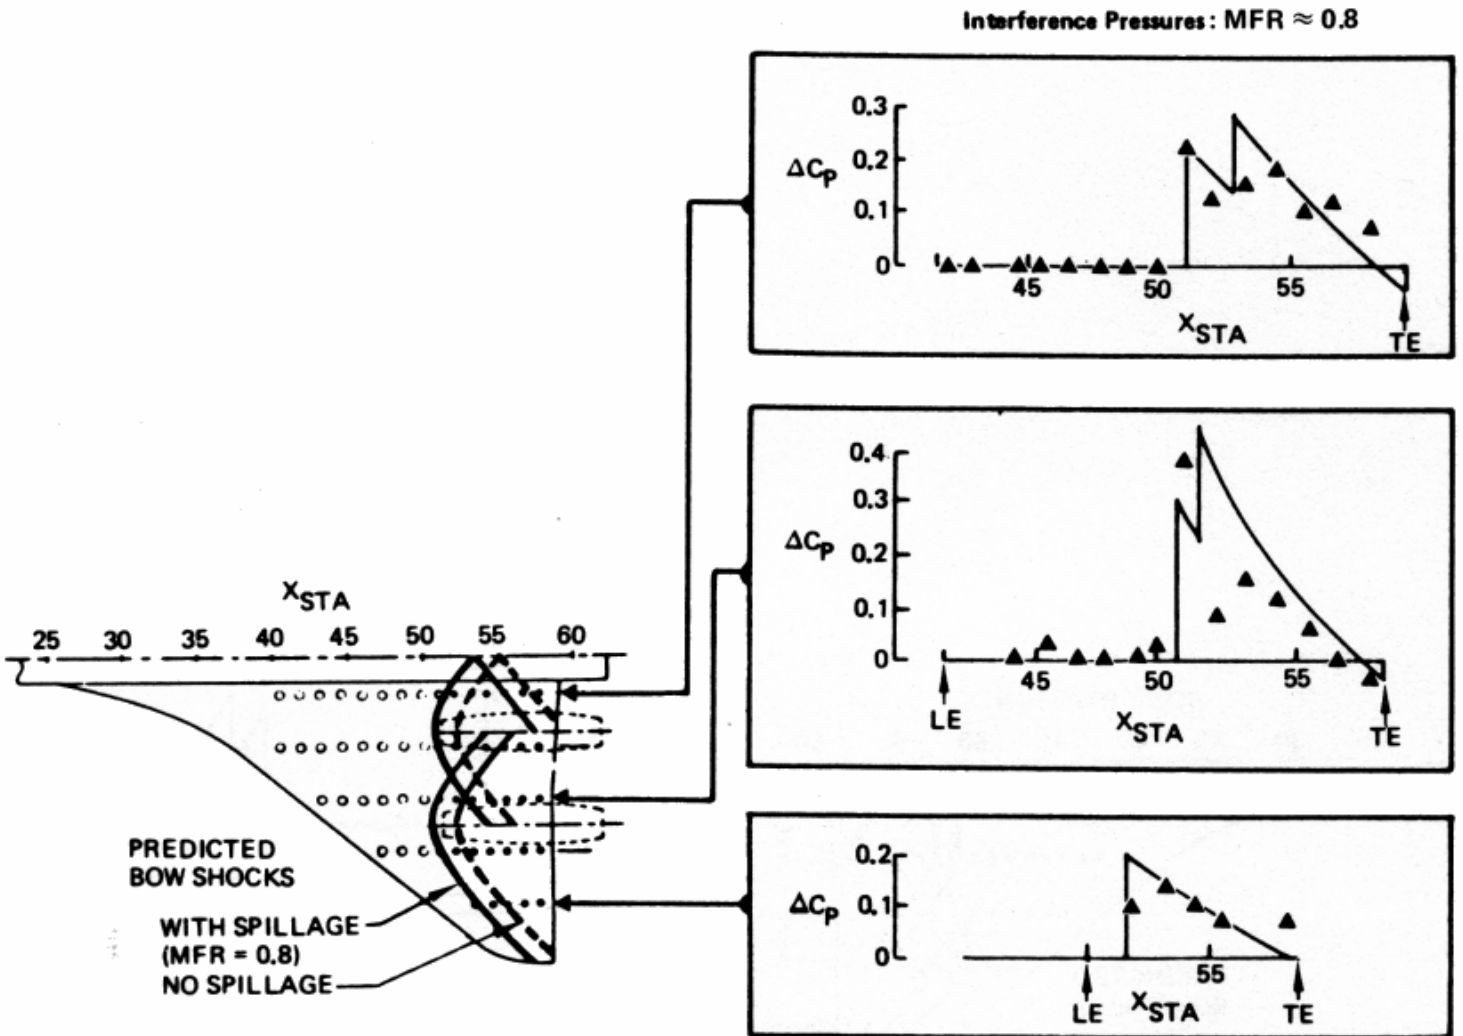 Interference Pressures: MFR ≈ 0.8
0.3
0.2
ΔCP
0.1
0
45
50
55
XSTA
TE
0.4
0.3
ΔCP
0.2
0.1
0
45
50
55
LE
XSTA
TE
0.2
ΔCP
0.1
0
55
LE
XSTA
TE
XSTA
25 30 35 40 45 50 55 60
PREDICTED
BOW SHOCKS
WITH SPILLAGE
(MFR = 0.8)
NO SPILLAGE